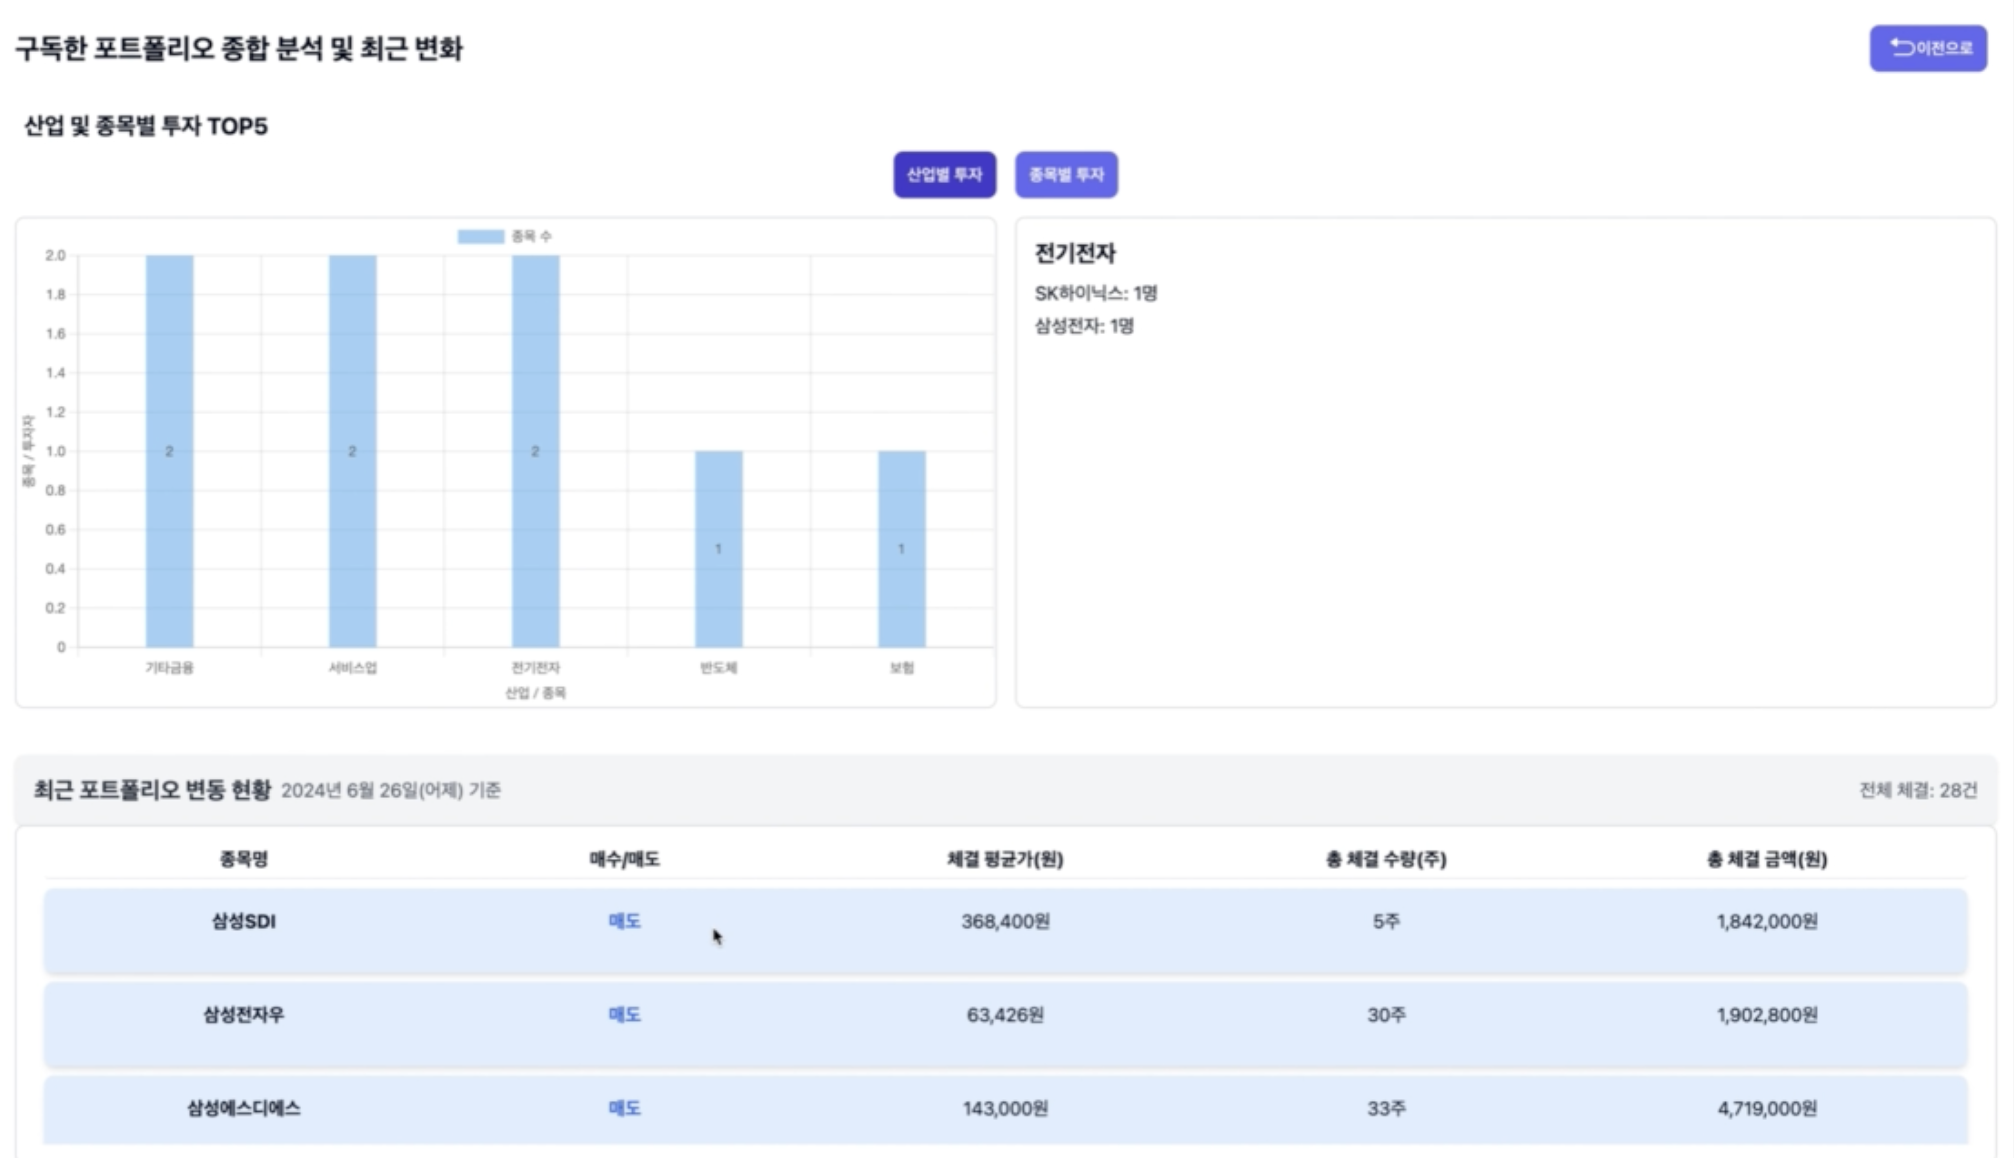 구독한 포트폴리오 종합 분석 및 최근 변화
이전으로
산업 및 종목별 투자 TOP5
산업별 투자
종목별 투자
종목 수
2.0
1.8
1.6
1.4
1.2
1.0
0.8
0.6
0.4
0.2
0
종목 / 투자자
2
2
2
1
1
기타금융
서비스업
전기전자
반도체
보험
산업 / 종목
전기전자
SK하이닉스: 1명
삼성전자: 1명
최근 포트폴리오 변동 현황 2024년 6월 26일(어제) 기준
전체 체결: 28건
종목명 매수/매도 체결 평균가(원) 총 체결 수량(주) 총 체결 금액(원)
삼성SDI 매도 368,400원 5주 1,842,000원
삼성전자우 매도 63,426원 30주 1,902,800원
삼성에스디에스 매도 143,000원 33주 4,719,000원